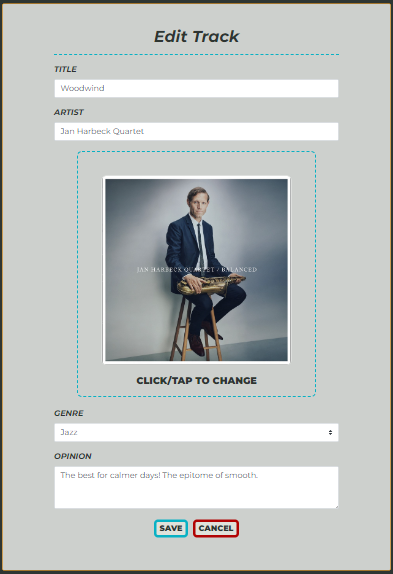 Edit Track
TITLE
Woodwind
ARTIST
Jan Harbeck Quartet
JAN HARBECK QUARTET / BALANCED
CLICK/TAP TO CHANGE
GENRE
Jazz
OPINION
The best for calmer days! The epitome of smooth.
SAVE CANCEL